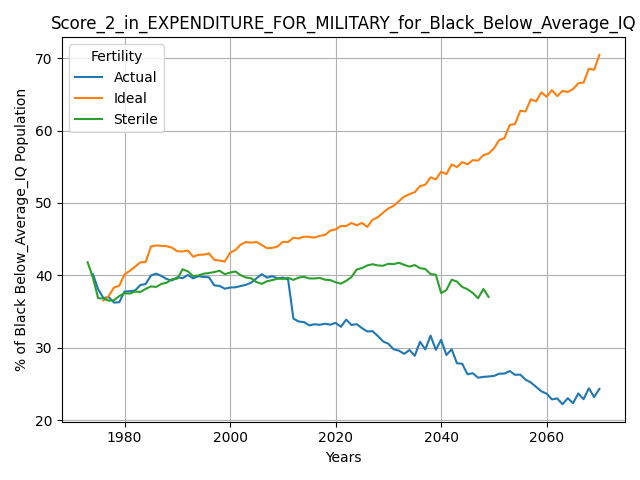 Score_2_in_EXPENDITURE_FOR_MILITARY_for_Black_Below_Average_IQ
Fertility
Actual
Ideal
Sterile
% of Black Below_Average_IQ Population
70
60
50
40
30
20
1980
2000
2020
2040
2060
Years